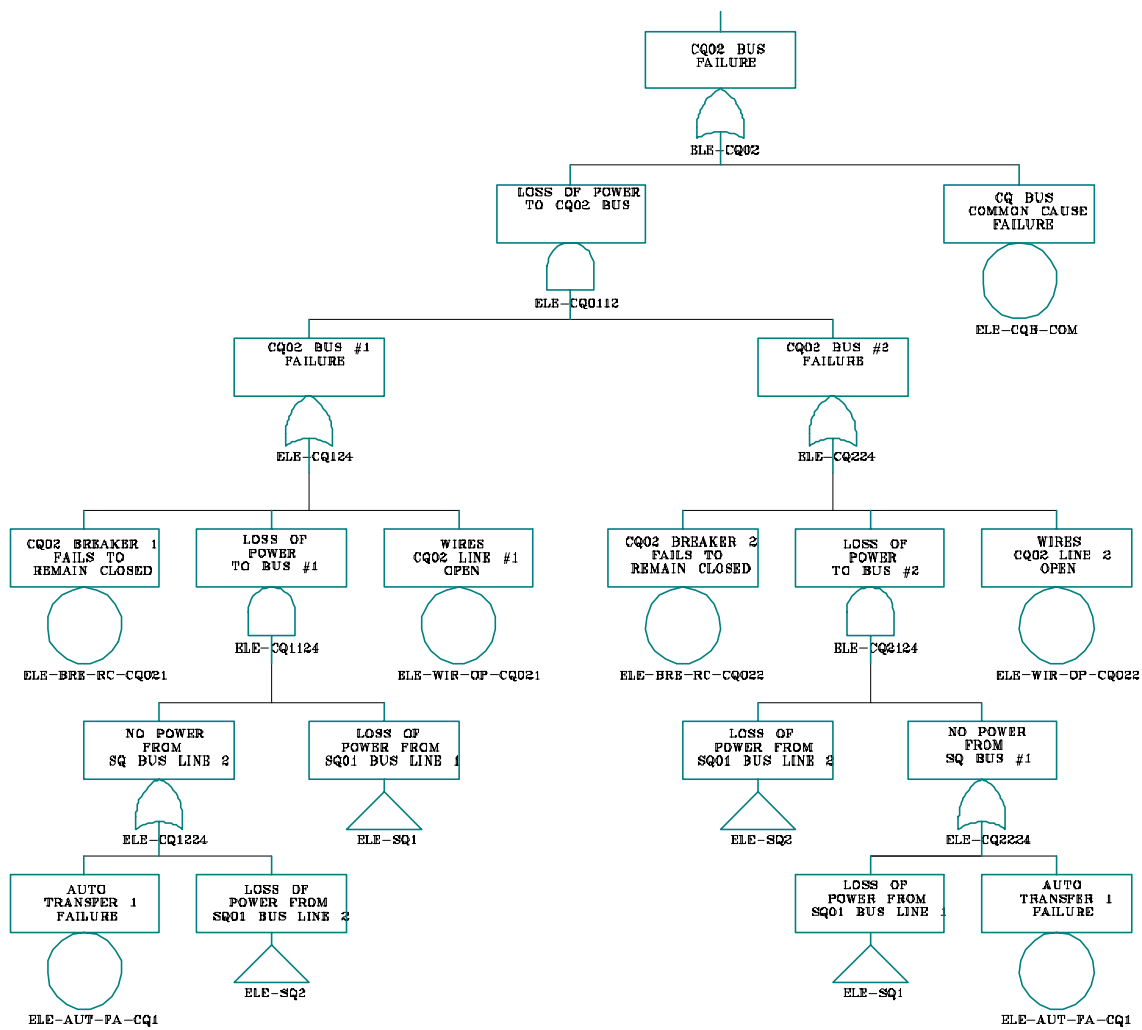 CQ02 BUS
FAILURE
ELE-CQ02
LOSS OF POWER
TO CQ02 BUS
CQ BUS
COMMON CAUSE
FAILURE
ELE-CQ0112
ELE-CQB-COM
CQ02 BUS #1
FAILURE
CQ02 BUS #2
FAILURE
ELE-CQ124
ELE-CQ224
CQ02 BREAKER 1
FAILS TO
REMAIN CLOSED
LOSS OF
POWER
TO BUS #1
WIRES
CQ02 LINE #1
OPEN
CQ02 BREAKER 2
FAILS TO
REMAIN CLOSED
LOSS OF
POWER
TO BUS #2
WIRES
CQ02 LINE 2
OPEN
ELE-BRE-RC-CQ021
ELE-CQ1124
ELE-WIR-OP-CQ021
ELE-BRE-RC-CQ022
ELE-CQ2124
ELE-WIR-OP-CQ022
NO POWER
FROM
SQ BUS LINE 2
LOSS OF
POWER FROM
SQ01 BUS LINE 1
LOSS OF
POWER FROM
SQ01 BUS LINE 2
NO POWER
FROM
SQ BUS #1
ELE-CQ1224
ELE-SQ1
ELE-SQ2
ELE-CQ2224
AUTO
TRANSFER 1
FAILURE
LOSS OF
POWER FROM
SQ01 BUS LINE 2
LOSS OF
POWER FROM
SQ01 BUS LINE 1
AUTO
TRANSFER 1
FAILURE
ELE-AUT-FA-CQ1
ELE-SQ2
ELE-SQ1
ELE-AUT-FA-CQ1